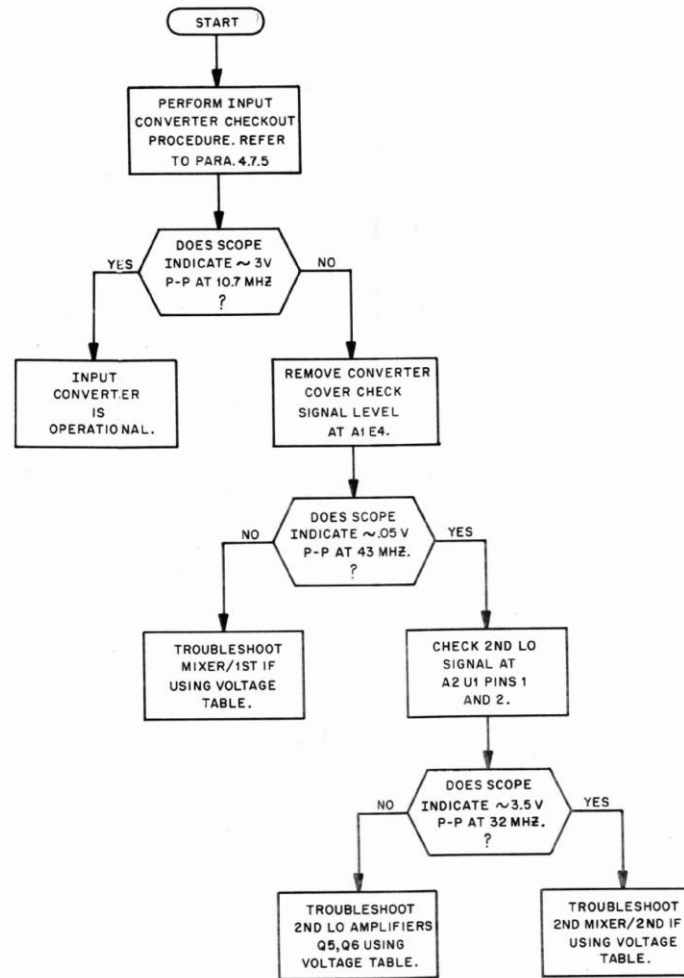 START
PERFORM INPUT
CONVERTER CHECKOUT
PROCEDURE. REFER
TO PARA. 4.7.5
DOES SCOPE
INDICATE ~ 3V
P-P AT 10.7 MHZ
?
YES
NO
INPUT
CONVERTER
IS
OPERATIONAL.
REMOVE CONVERTER
COVER CHECK
SIGNAL LEVEL
AT A1E4.
DOES SCOPE
INDICATE ~.05 V
P-P AT 43 MHZ.
?
NO
YES
TROUBLESHOOT
MIXER/1ST IF
USING VOLTAGE
TABLE.
CHECK 2ND LO
SIGNAL AT
A2 U1 PINS 1
AND 2.
DOES SCOPE
INDICATE ~3.5 V
P-P AT 32 MHZ.
?
NO
YES
TROUBLESHOOT
2ND LO AMPLIFIERS
Q5,Q6 USING
VOLTAGE TABLE.
TROUBLESHOOT
2ND MIXER/2ND IF
USING VOLTAGE
TABLE.